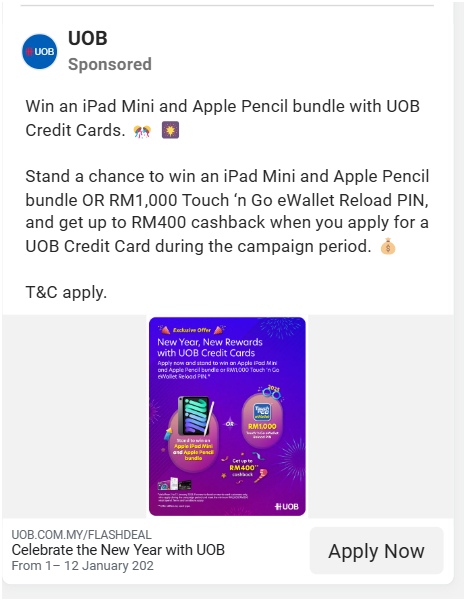 UOB
UOB
Sponsored
Win an iPad Mini and Apple Pencil bundle with UOB
Credit Cards.
Stand a chance to win an iPad Mini and Apple Pencil
bundle OR RM1,000 Touch ‘n Go eWallet Reload PIN,
and get up to RM400 cashback when you apply for a
UOB Credit Card during the campaign period.
T&C apply.
Exclusive Offer
New Year, New Rewards
with UOB Credit Cards
Apply now and stand to win an Apple iPad Mini
and Apple Pencil bundle or RM1,000 Touch 'n Go
eWallet Reload PIN.*
Stand to win an
Apple iPad Mini
and Apple Pencil
bundle
OR
RM1,000
Touch 'n Go eWallet
Reload PIN
Get up to
RM400
cashback
UOB
UOB.COM.MY/FLASHDEAL
Celebrate the New Year with UOB
From 1– 12 January 202
Apply Now